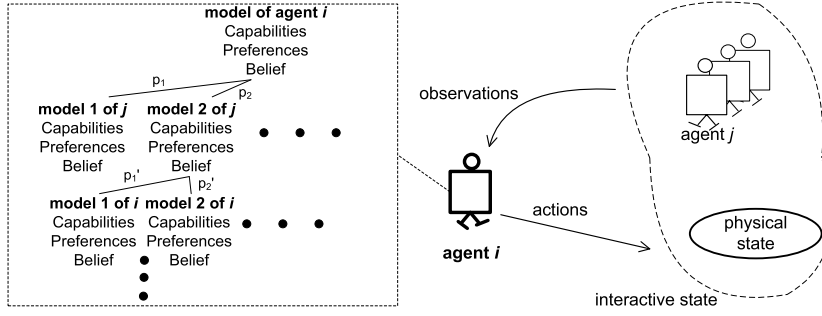 model of agent i
Capabilities
Preferences
Belief
p1
p2
model 1 of j
model 2 of j
Capabilities
Capabilities
Preferences
Preferences
Belief
Belief
p1'
p2'
model 1 of i
model 2 of i
Capabilities
Capabilities
Preferences
Preferences
Belief
Belief
observations
agent i
actions
agent j
physical
state
interactive state